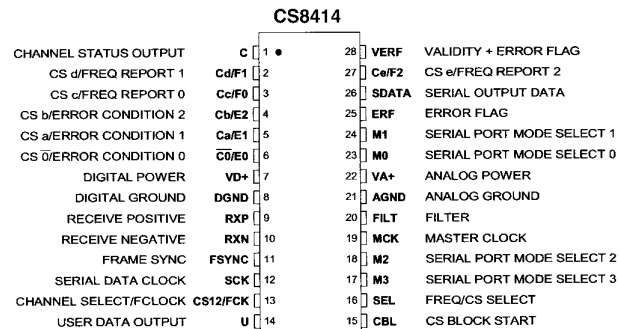 CS8414
CHANNEL STATUS OUTPUT C 1 28 VERF VALIDITY + ERROR FLAG
CS d/FREQ REPORT 1 Cd/F1 2 27 Ce/F2 CS e/FREQ REPORT 2
CS c/FREQ REPORT 0 Cc/F0 3 26 SDATA SERIAL OUTPUT DATA
CS b/ERROR CONDITION 2 Cb/E2 4 25 ERF ERROR FLAG
CS a/ERROR CONDITION 1 Ca/E1 5 24 M1 SERIAL PORT MODE SELECT 1
CS 0̅/ERROR CONDITION 0 C̅0̅/E0 6 23 M0 SERIAL PORT MODE SELECT 0
DIGITAL POWER VD+ 7 22 VA+ ANALOG POWER
DIGITAL GROUND DGND 8 21 AGND ANALOG GROUND
RECEIVE POSITIVE RXP 9 20 FILT FILTER
RECEIVE NEGATIVE RXN 10 19 MCK MASTER CLOCK
FRAME SYNC FSYNC 11 18 M2 SERIAL PORT MODE SELECT 2
SERIAL DATA CLOCK SCK 12 17 M3 SERIAL PORT MODE SELECT 3
CHANNEL SELECT/FCLOCK CS12/FCK 13 16 SEL FREQ/CS SELECT
USER DATA OUTPUT U 14 15 CBL CS BLOCK START